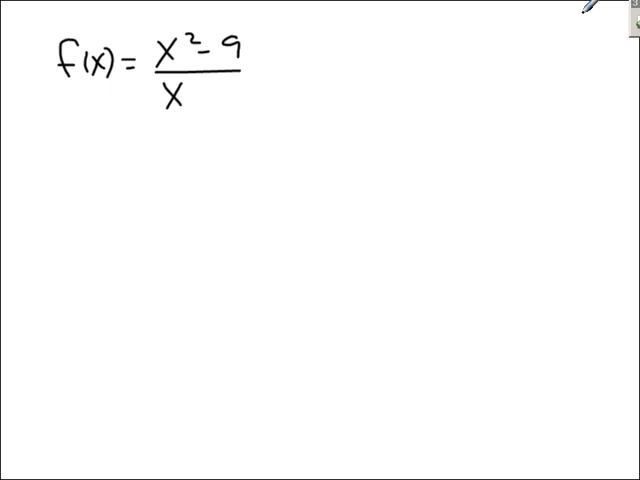 f(x) = x² - 9
x